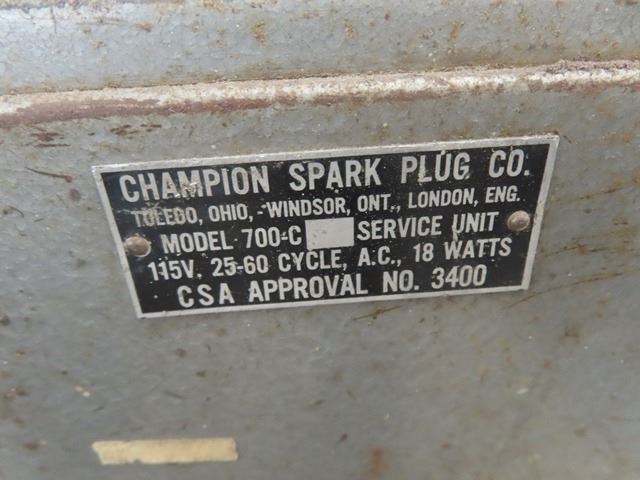 CHAMPION SPARK PLUG CO.
TOLEDO, OHIO, -WINDSOR, ONT., LONDON, ENG.
MODEL 700-C SERVICE UNIT
115V. 25-60 CYCLE, A.C., 18 WATTS
CSA APPROVAL NO. 3400